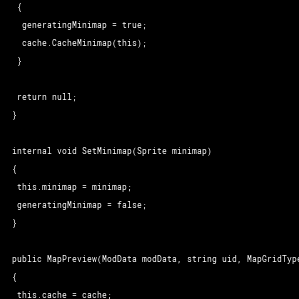 {
generatingMinimap = true;
cache.CacheMinimap(this);
}
return null;
}
internal void SetMinimap(Sprite minimap)
{
this.minimap = minimap;
generatingMinimap = false;
}
public MapPreview(ModData modData, string uid, MapGridType
{
this.cache = cache;